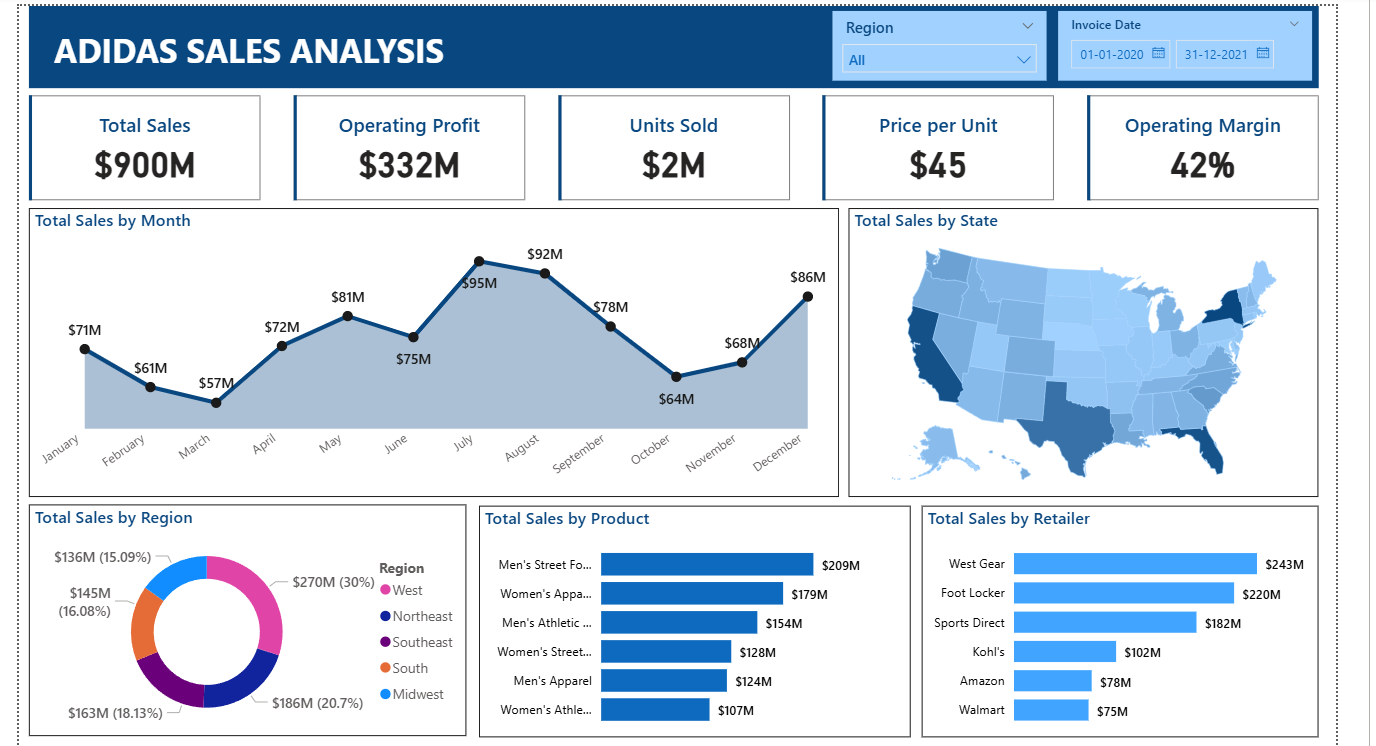 ADIDAS SALES ANALYSIS
Region
All
Invoice Date
01-01-2020
31-12-2021
Total Sales
$900M
Operating Profit
$332M
Units Sold
$2M
Price per Unit
$45
Operating Margin
42%
Total Sales by Month
$71M
$61M
$57M
$72M
$81M
$75M
$95M
$92M
$78M
$64M
$68M
$86M
January
February
March
April
May
June
July
August
September
October
November
December
Total Sales by State
Total Sales by Region
$136M (15.09%)
$145M
(16.08%)
$163M (18.13%)
$270M (30%)
$186M (20.7%)
Region
West
Northeast
Southeast
South
Midwest
Total Sales by Product
Men's Street Fo... $209M
Women's Appa... $179M
Men's Athletic ... $154M
Women's Street... $128M
Men's Apparel $124M
Women's Athle... $107M
Total Sales by Retailer
West Gear $243M
Foot Locker $220M
Sports Direct $182M
Kohl's $102M
Amazon $78M
Walmart $75M